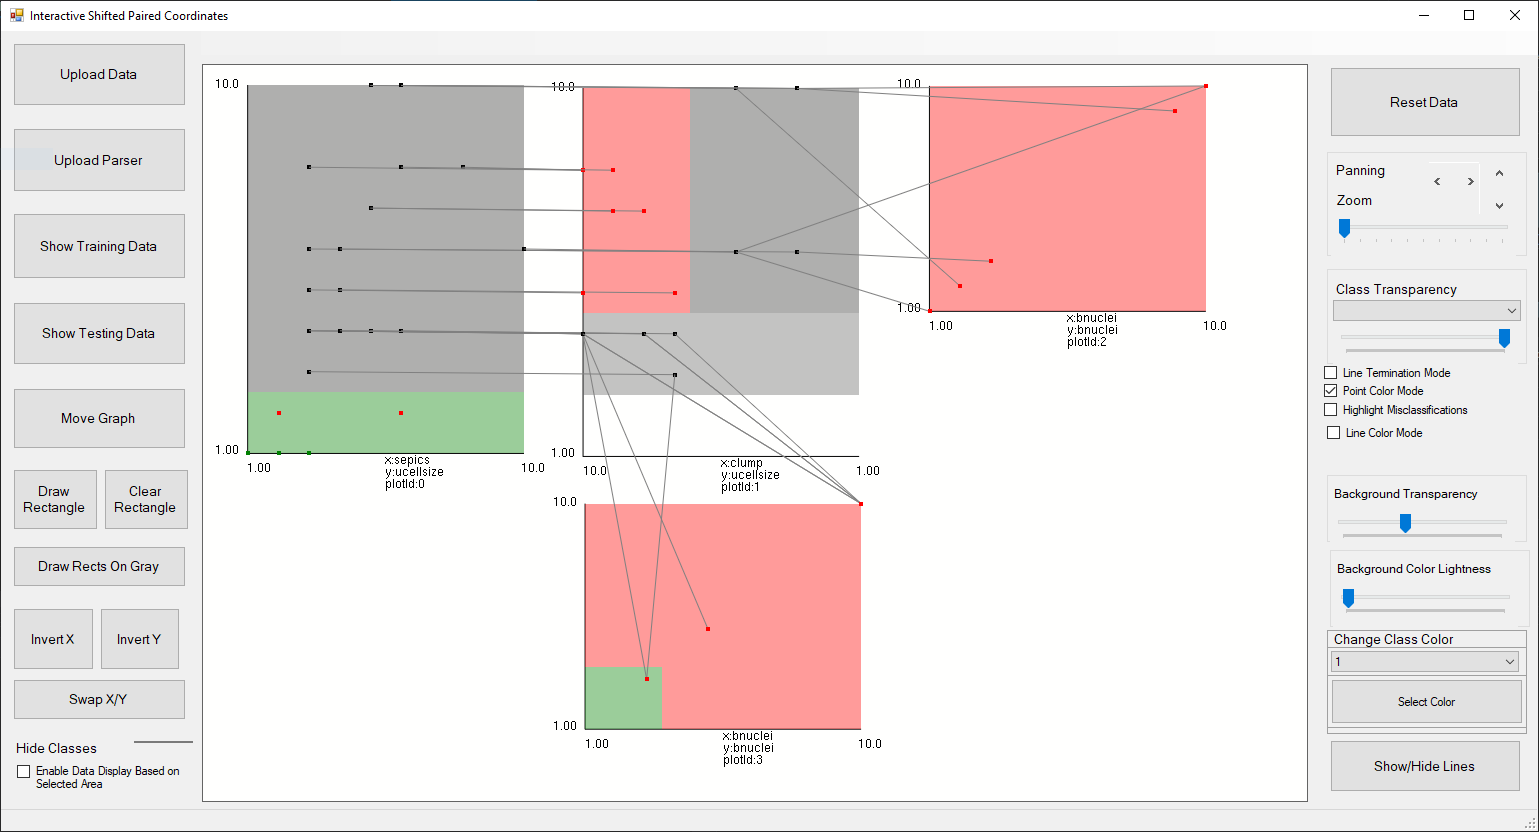 Interactive Shifted Paired Coordinates
Upload Data
Upload Parser
Show Training Data
Show Testing Data
Move Graph
Draw
Rectangle
Clear
Rectangle
Draw Rects On Gray
Invert X
Invert Y
Swap X/Y
Hide Classes
Enable Data Display Based on
Selected Area
10.0
1.00
1.00
10.0
x:sepics
y:ucellsize
plotId:0
10.0
1.00
10.0
1.00
x:clump
y:ucellsize
plotId:1
10.0
1.00
1.00
10.0
x:bnuclei
y:bnuclei
plotId:2
10.0
1.00
1.00
10.0
x:bnuclei
y:bnuclei
plotId:3
Reset Data
Panning
< >
Zoom
Class Transparency
Line Termination Mode
Point Color Mode
Highlight Misclassifications
Line Color Mode
Background Transparency
Background Color Lightness
Change Class Color
1
Select Color
Show/Hide Lines